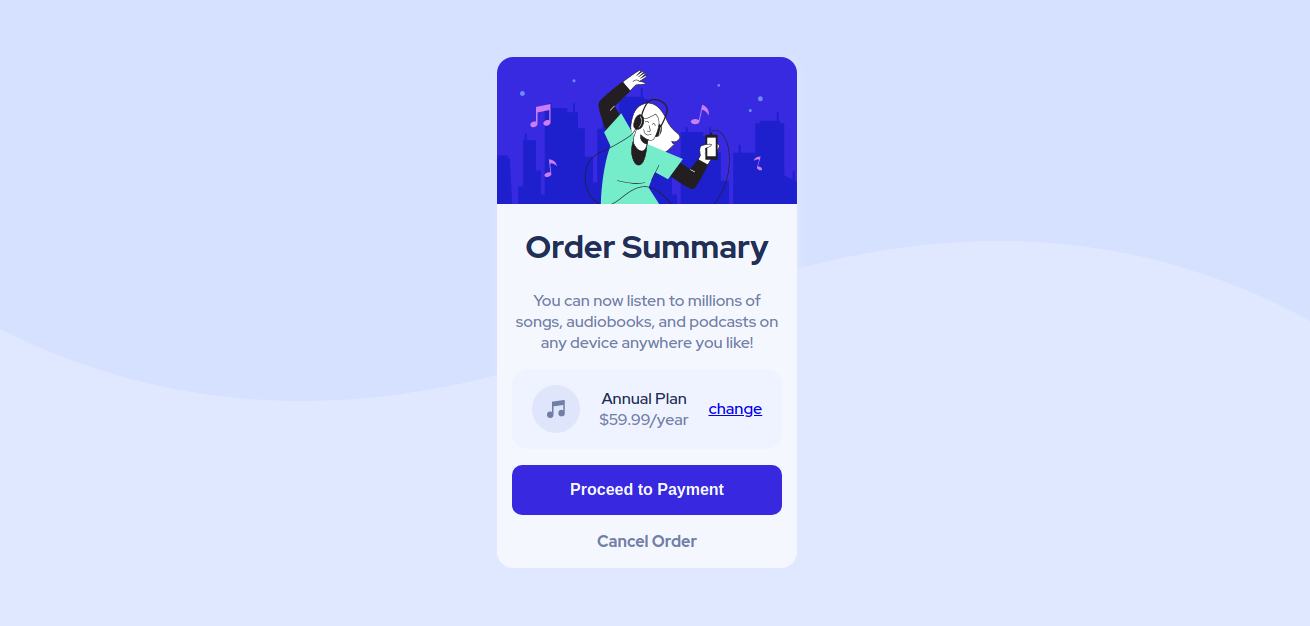 Order Summary
You can now listen to millions of
songs, audiobooks, and podcasts on
any device anywhere you like!
Annual Plan
$59.99/year
change
Proceed to Payment
Cancel Order